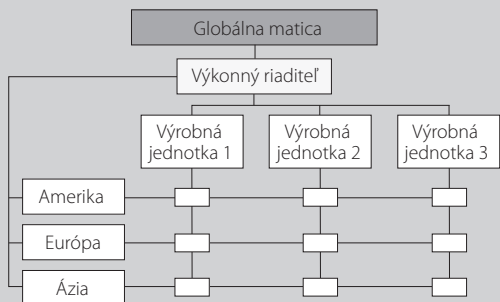 Globálna matica
Výkonný riaditeľ
Výrobná
jednotka 1
Výrobná
jednotka 2
Výrobná
jednotka 3
Amerika
Európa
Ázia